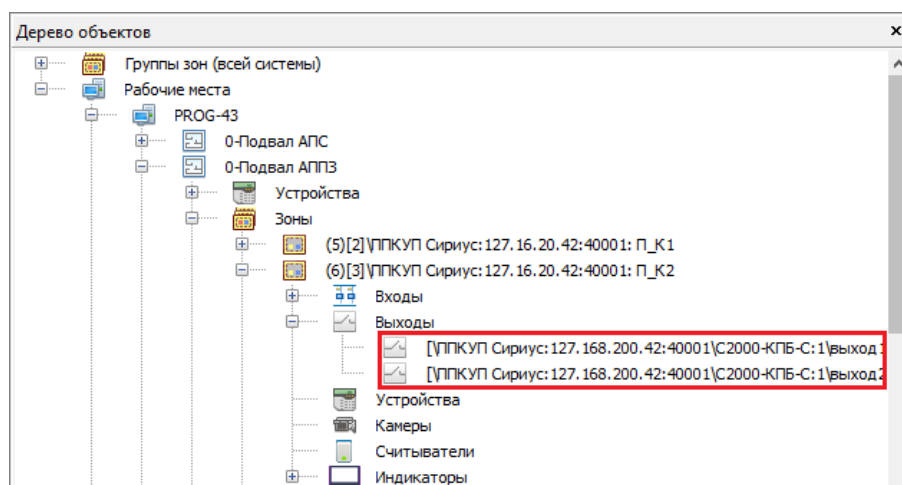 Дерево объектов
Группы зон (всей системы)
Рабочие места
PROG-43
0-Подвал АПС
0-Подвал АППЗ
Устройства
Зоны
(5)[2]\ППКУП Сириус:127.16.20.42:40001: П_К1
(6)[3]\ППКУП Сириус:127.16.20.42:40001: П_К2
Входы
Выходы
[\ППКУП Сириус:127.168.200.42:40001\С2000-КПБ-С:1\выход1
[\ППКУП Сириус:127.168.200.42:40001\С2000-КПБ-С:1\выход2
Устройства
Камеры
Считыватели
Индикаторы